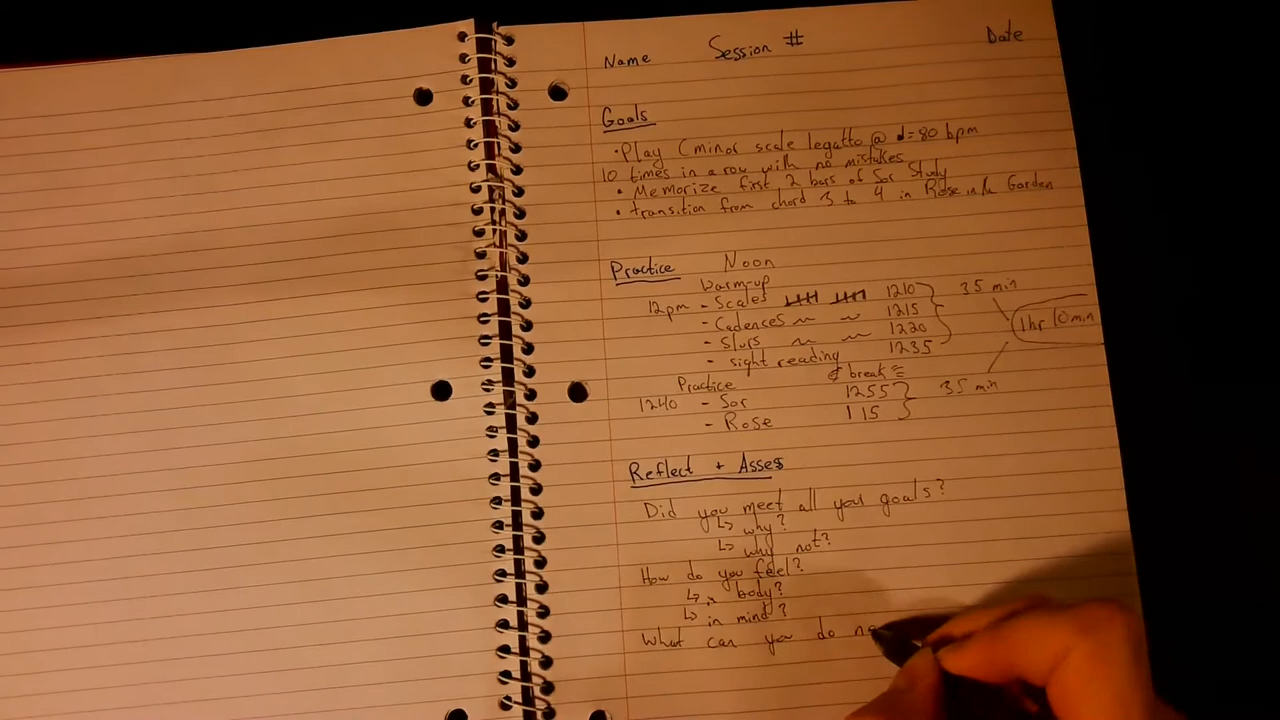 Name Session # Date
Goals
• Play C minor scale legatto @ ♩=80 bpm
10 times in a row with no mistakes
• Memorize first 2 bars of Sor Study
• transition from chord 3 to 4 in Rose in the Garden
Practice Noon
Warm-up
12pm - Scales 𝍸 𝍸 1210 35 min
- Cadences ~ ~ 1215 1hr 10min
- Slurs ~ ~ 1220
- sight reading 1235
Practice break
1240 - Sor 1255 35 min
- Rose 115
Reflect + Assess
Did you meet all your goals?
↳ why?
↳ why not?
How do you feel?
↳ in body?
↳ in mind?
What can you do